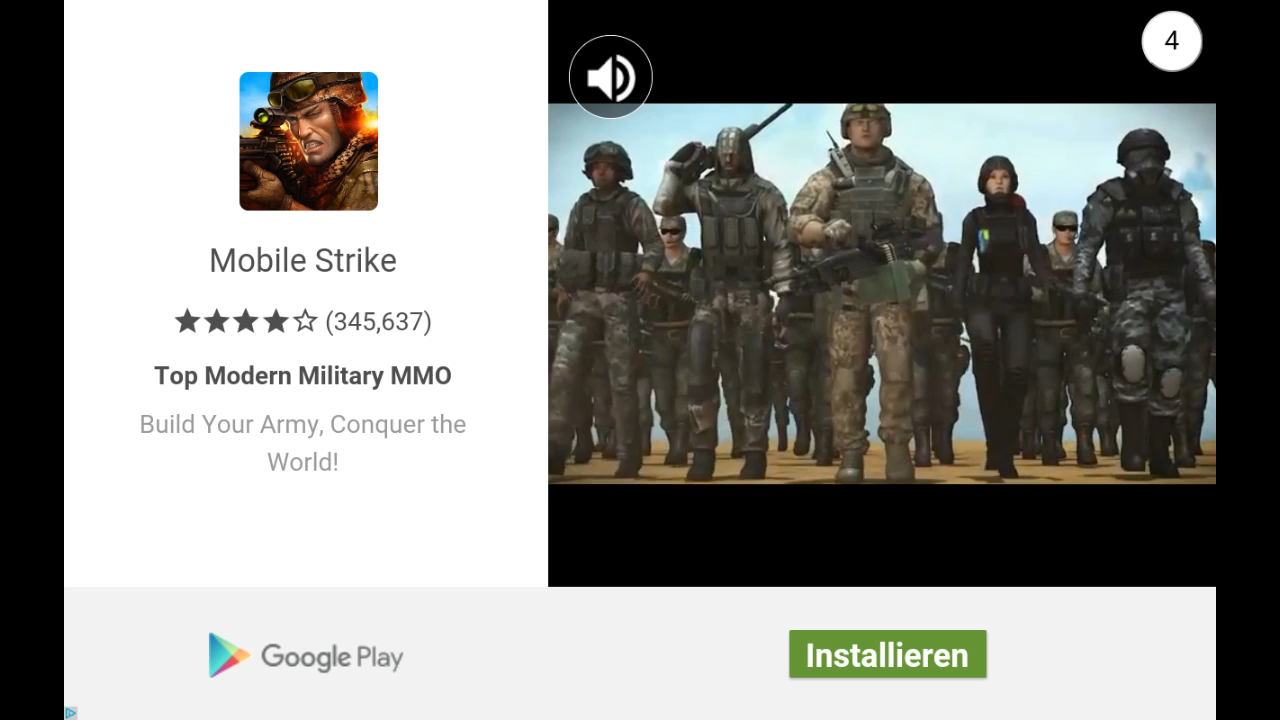 4
Mobile Strike
(345,637)
Top Modern Military MMO
Build Your Army, Conquer the
World!
Google Play
Installieren